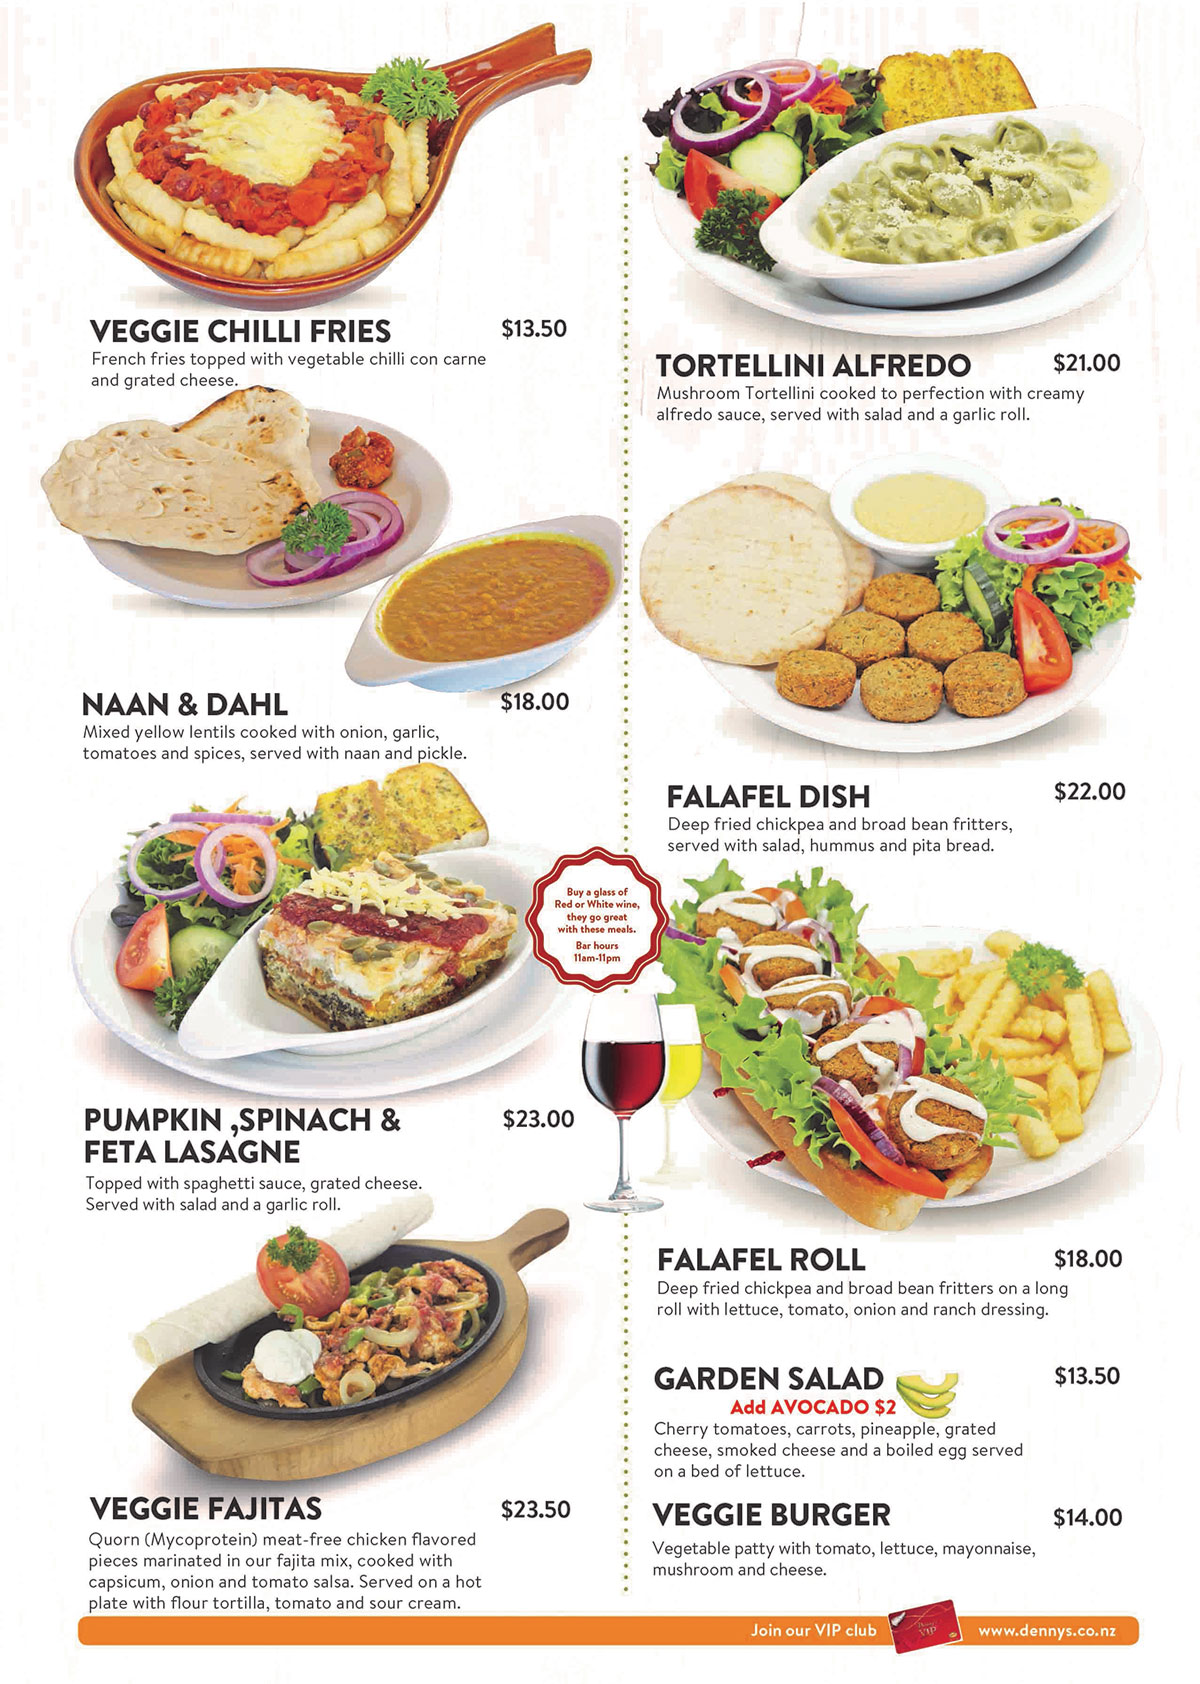 VEGGIE CHILLI FRIES $13.50
French fries topped with vegetable chilli con carne
and grated cheese.
NAAN & DAHL $18.00
Mixed yellow lentils cooked with onion, garlic,
tomatoes and spices, served with naan and pickle.
PUMPKIN ,SPINACH & $23.00
FETA LASAGNE
Topped with spaghetti sauce, grated cheese.
Served with salad and a garlic roll.
VEGGIE FAJITAS $23.50
Quorn (Mycoprotein) meat-free chicken flavored
pieces marinated in our fajita mix, cooked with
capsicum, onion and tomato salsa. Served on a hot
plate with flour tortilla, tomato and sour cream.
Buy a glass of
Red or White wine,
they go great
with these meals.
Bar hours
11am-11pm
TORTELLINI ALFREDO $21.00
Mushroom Tortellini cooked to perfection with creamy
alfredo sauce, served with salad and a garlic roll.
FALAFEL DISH $22.00
Deep fried chickpea and broad bean fritters,
served with salad, hummus and pita bread.
FALAFEL ROLL $18.00
Deep fried chickpea and broad bean fritters on a long
roll with lettuce, tomato, onion and ranch dressing.
GARDEN SALAD $13.50
Add AVOCADO $2
Cherry tomatoes, carrots, pineapple, grated
cheese, smoked cheese and a boiled egg served
on a bed of lettuce.
VEGGIE BURGER $14.00
Vegetable patty with tomato, lettuce, mayonnaise,
mushroom and cheese.
Join our VIP club
VIP
www.dennys.co.nz